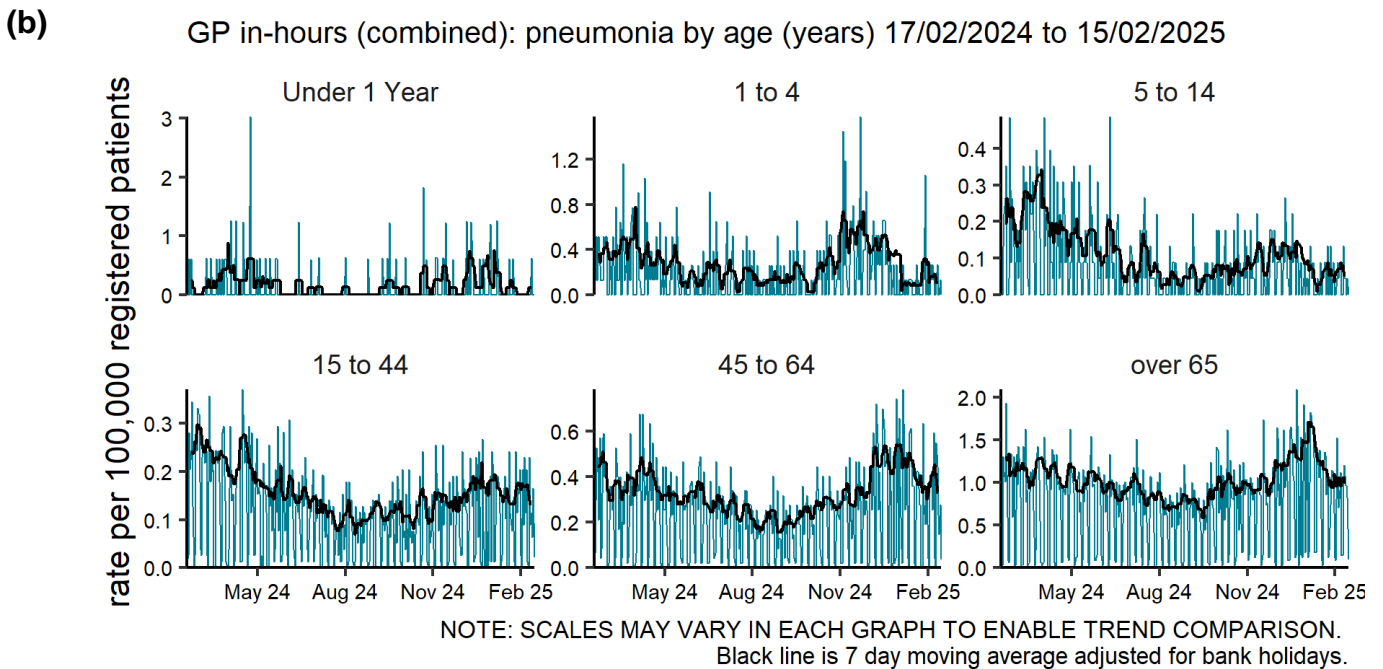 (b)
GP in-hours (combined): pneumonia by age (years) 17/02/2024 to 15/02/2025
rate per 100,000 registered patients
Under 1 Year
3
2
1
0
1 to 4
1.2
0.8
0.4
0.0
5 to 14
0.4
0.3
0.2
0.1
0.0
15 to 44
0.3
0.2
0.1
0.0
May 24 Aug 24 Nov 24 Feb 25
45 to 64
0.6
0.4
0.2
0.0
May 24 Aug 24 Nov 24 Feb 25
over 65
2.0
1.5
1.0
0.5
0.0
May 24 Aug 24 Nov 24 Feb 25
NOTE: SCALES MAY VARY IN EACH GRAPH TO ENABLE TREND COMPARISON.
Black line is 7 day moving average adjusted for bank holidays.